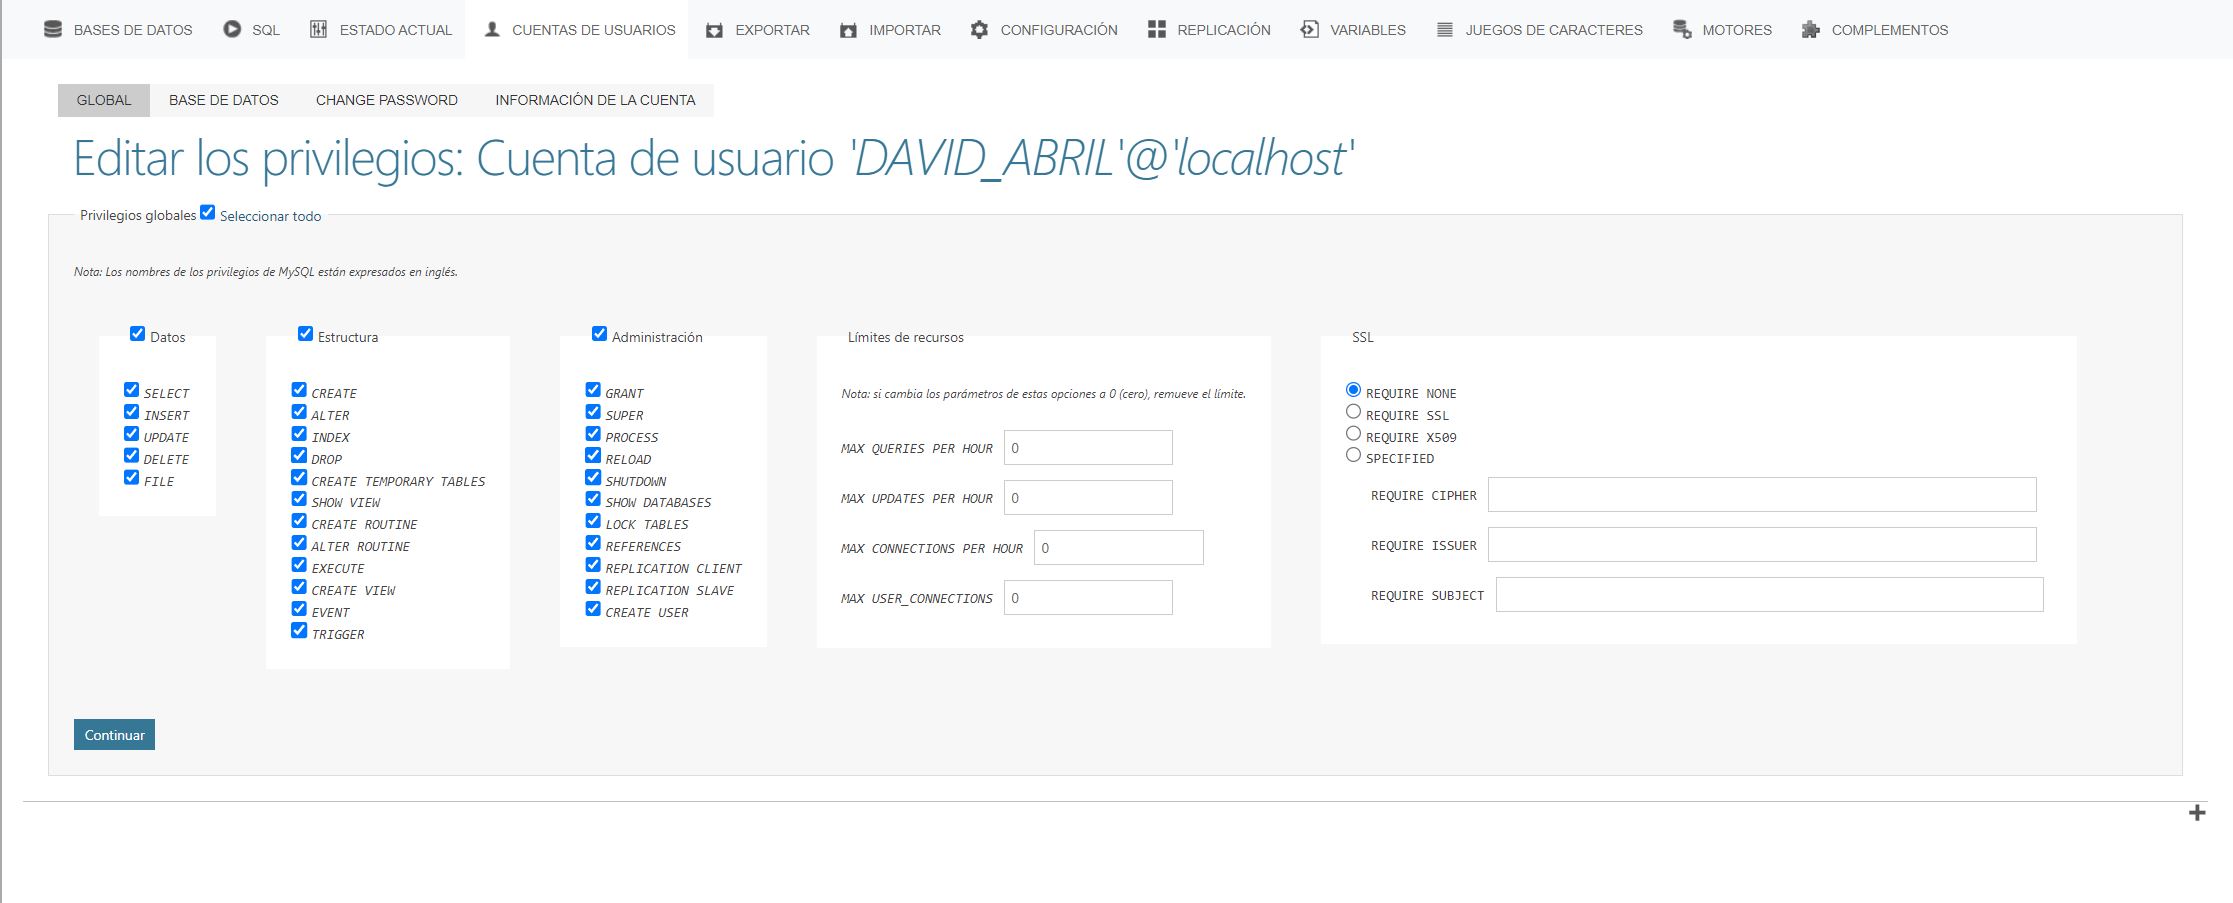 BASES DE DATOS SQL ESTADO ACTUAL CUENTAS DE USUARIOS EXPORTAR IMPORTAR CONFIGURACIÓN REPLICACIÓN VARIABLES JUEGOS DE CARACTERES MOTORES COMPLEMENTOS
GLOBAL BASE DE DATOS CHANGE PASSWORD INFORMACIÓN DE LA CUENTA
Editar los privilegios: Cuenta de usuario 'DAVID_ABRIL'@'localhost'
Privilegios globales Seleccionar todo
Nota: Los nombres de los privilegios de MySQL están expresados en inglés.
Datos
SELECT
INSERT
UPDATE
DELETE
FILE
Estructura
CREATE
ALTER
INDEX
DROP
CREATE TEMPORARY TABLES
SHOW VIEW
CREATE ROUTINE
ALTER ROUTINE
EXECUTE
CREATE VIEW
EVENT
TRIGGER
Administración
GRANT
SUPER
PROCESS
RELOAD
SHUTDOWN
SHOW DATABASES
LOCK TABLES
REFERENCES
REPLICATION CLIENT
REPLICATION SLAVE
CREATE USER
Límites de recursos
Nota: si cambia los parámetros de estas opciones a 0 (cero), remueve el límite.
MAX QUERIES PER HOUR 0
MAX UPDATES PER HOUR 0
MAX CONNECTIONS PER HOUR 0
MAX USER_CONNECTIONS 0
SSL
REQUIRE NONE
REQUIRE SSL
REQUIRE X509
SPECIFIED
REQUIRE CIPHER
REQUIRE ISSUER
REQUIRE SUBJECT
Continuar